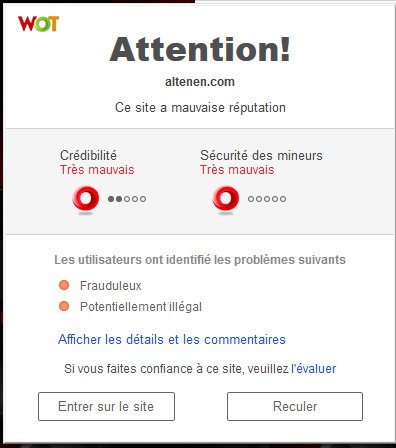 WOT
Attention!
altenen.com
Ce site a mauvaise réputation
Crédibilité
Très mauvais
Sécurité des mineurs
Très mauvais
Les utilisateurs ont identifié les problèmes suivants
Frauduleux
Potentiellement illégal
Afficher les détails et les commentaires
Si vous faites confiance à ce site, veuillez l'évaluer
Entrer sur le site
Reculer